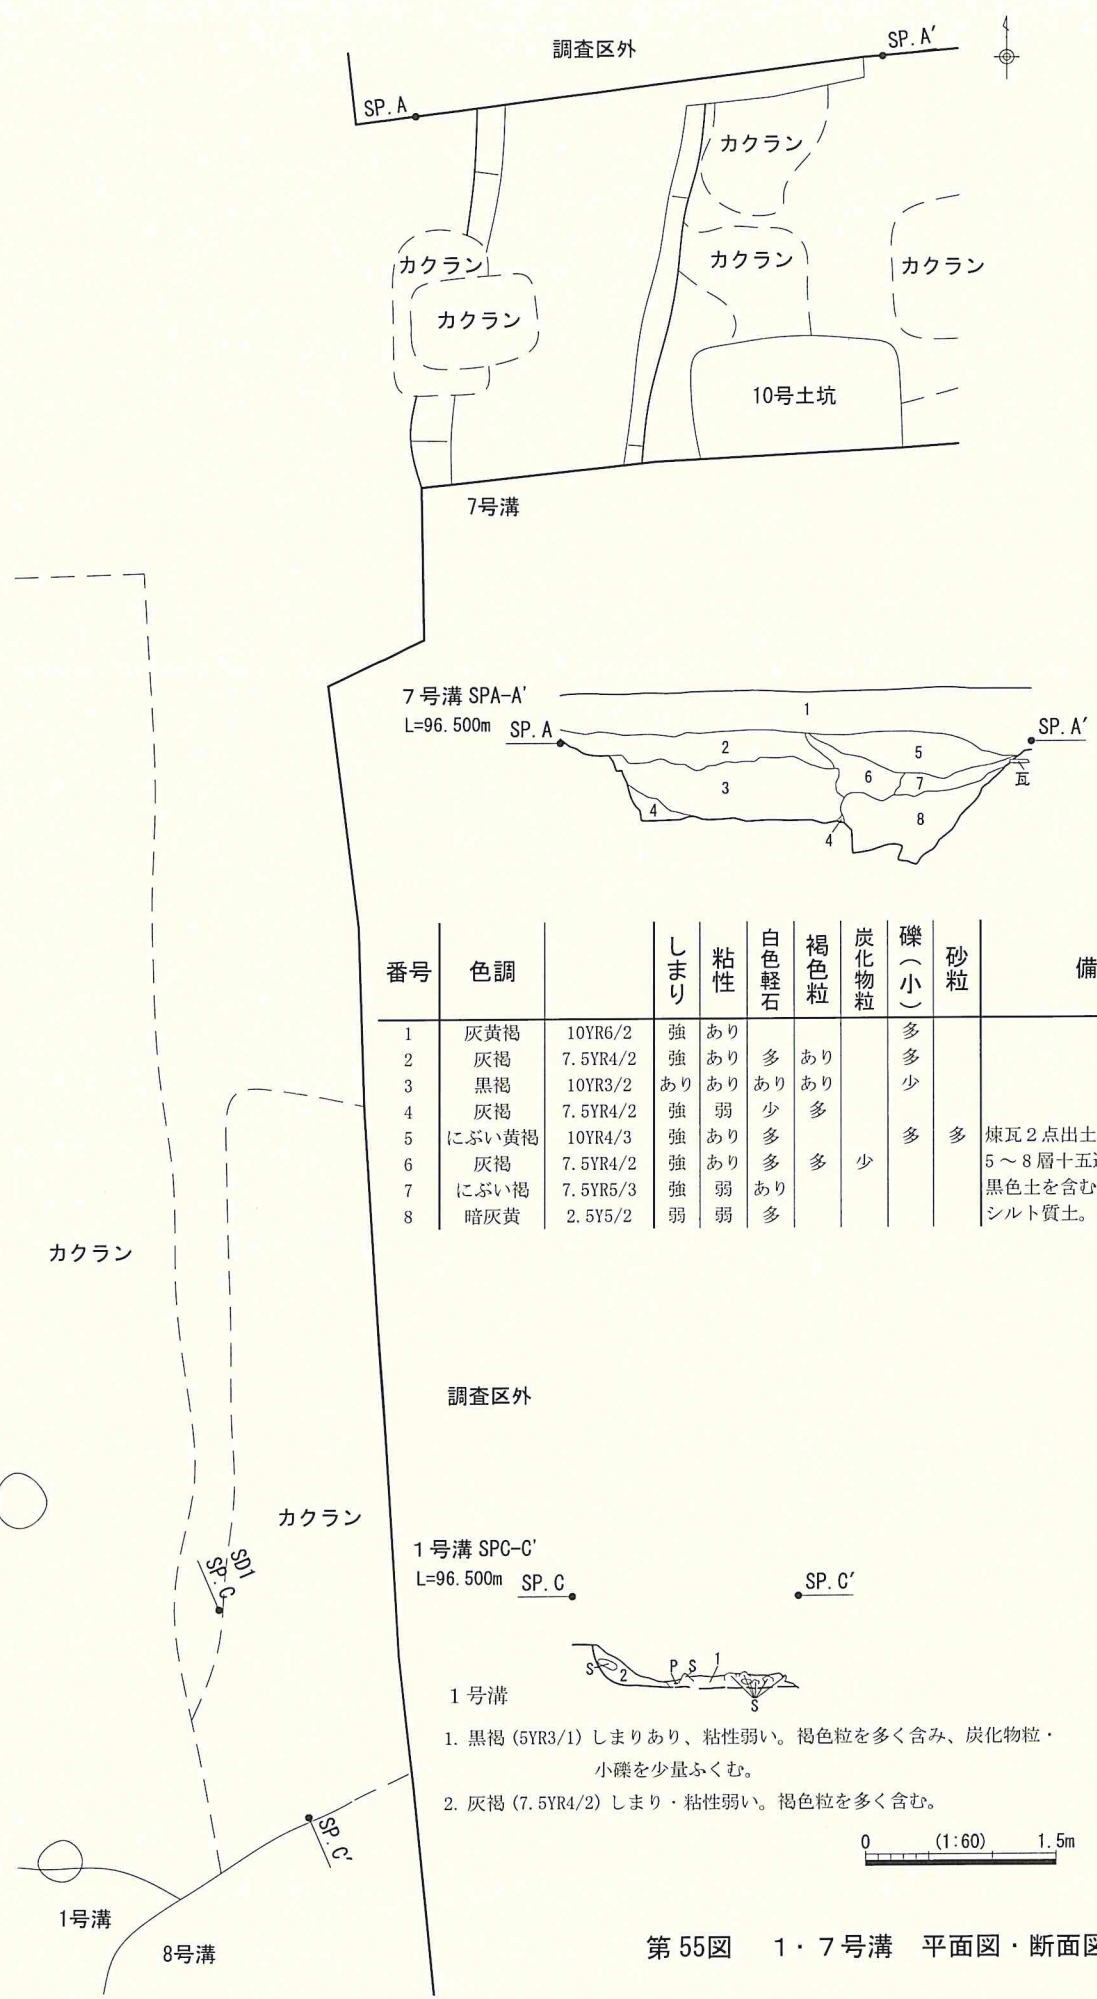 調査区外
SP.A'
SP.A
カクラン
カクラン
カクラン
カクラン
カクラン
10号土坑
7号溝
7号溝 SPA-A'
L=96.500m SP.A
SP.A'
1
2
5
6
7
瓦
3
4
8
4
番号 色調 しまり 粘性 白色軽石 褐色粒 炭化物粒 礫(小) 砂粒 備
1 灰黄褐 10YR6/2 強 あり 多
2 灰褐 7.5YR4/2 強 あり 多 あり 多
3 黒褐 10YR3/2 あり あり あり あり 少
4 灰褐 7.5YR4/2 強 弱 少 多
5 にぶい黄褐 10YR4/3 強 あり 多 多 多 煉瓦2点出土
6 灰褐 7.5YR4/2 強 あり 多 多 少 5～8層十五
7 にぶい褐 7.5YR5/3 強 弱 あり 黒色土を含む
8 暗灰黄 2.5Y5/2 弱 弱 多 シルト質土。
カクラン
調査区外
カクラン
SD1
SP.C
SP.C'
1号溝
8号溝
1号溝 SPC-C'
L=96.500m SP.C
SP.C'
S 2 P S 1
S
1号溝
1. 黒褐 (5YR3/1) しまりあり、粘性弱い。褐色粒を多く含み、炭化物粒・
小礫を少量ふくむ。
2. 灰褐 (7.5YR4/2) しまり・粘性弱い。褐色粒を多く含む。
0 (1:60) 1.5m
第55図 1・7号溝 平面図・断面図